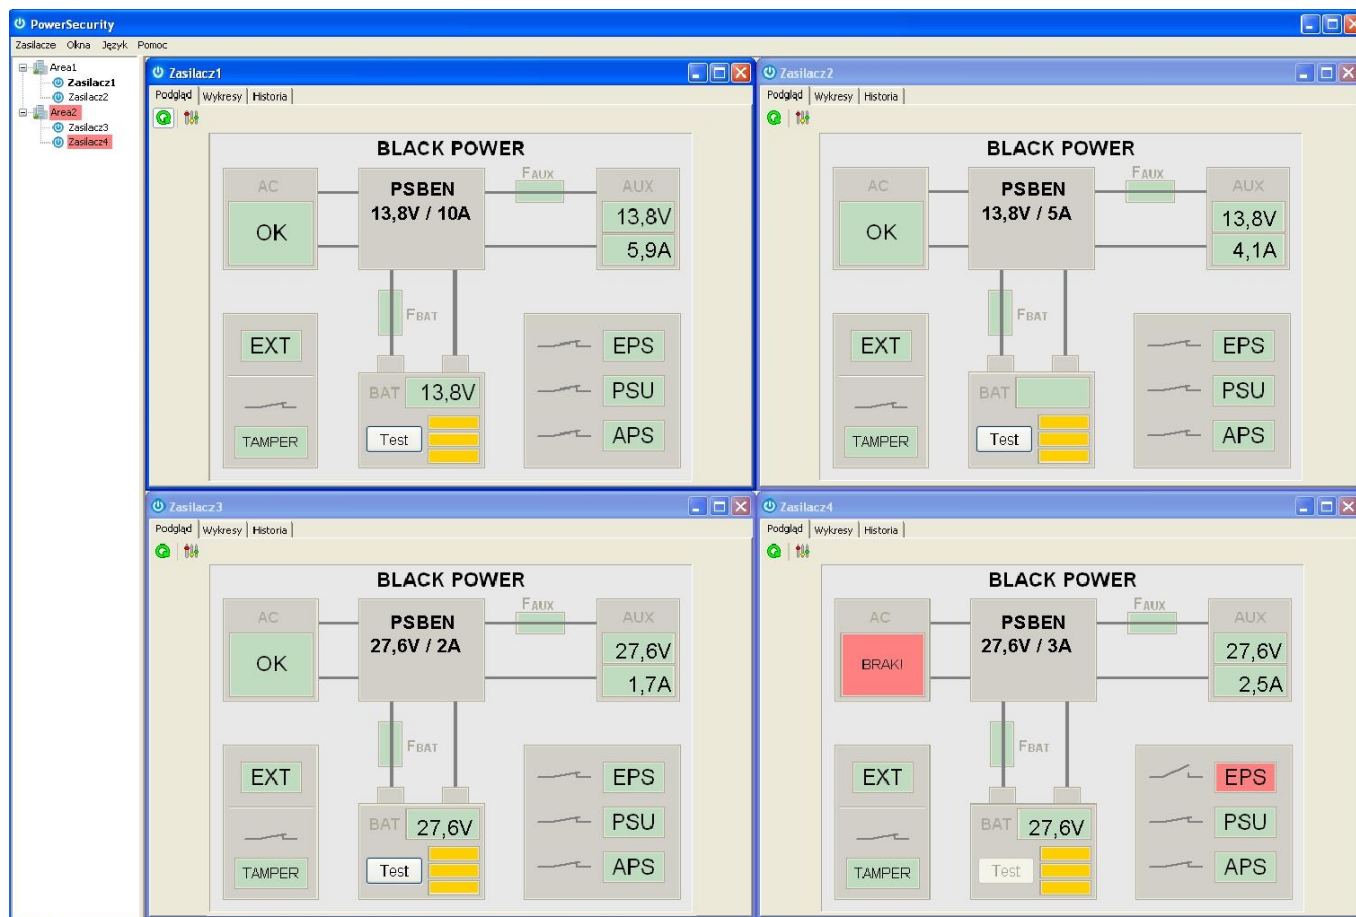 PowerSecurity
Zasilacze Okna Język Pomoc
Area1
Zasilacz1
Zasilacz2
Area2
Zasilacz3
Zasilacz4
Zasilacz1
Podgląd Wykresy Historia
BLACK POWER
AC
OK
PSBEN
13,8V / 10A
FAUX
AUX
13,8V
5,9A
FBAT
EXT
TAMPER
BAT 13,8V
Test
EPS
PSU
APS
Zasilacz2
Podgląd Wykresy Historia
BLACK POWER
AC
OK
PSBEN
13,8V / 5A
FAUX
AUX
13,8V
4,1A
FBAT
EXT
TAMPER
BAT
Test
EPS
PSU
APS
Zasilacz3
Podgląd Wykresy Historia
BLACK POWER
AC
OK
PSBEN
27,6V / 2A
FAUX
AUX
27,6V
1,7A
FBAT
EXT
TAMPER
BAT 27,6V
Test
EPS
PSU
APS
Zasilacz4
Podgląd Wykresy Historia
BLACK POWER
AC
BRAK!
PSBEN
27,6V / 3A
FAUX
AUX
27,6V
2,5A
FBAT
EXT
TAMPER
BAT 27,6V
Test
EPS
PSU
APS